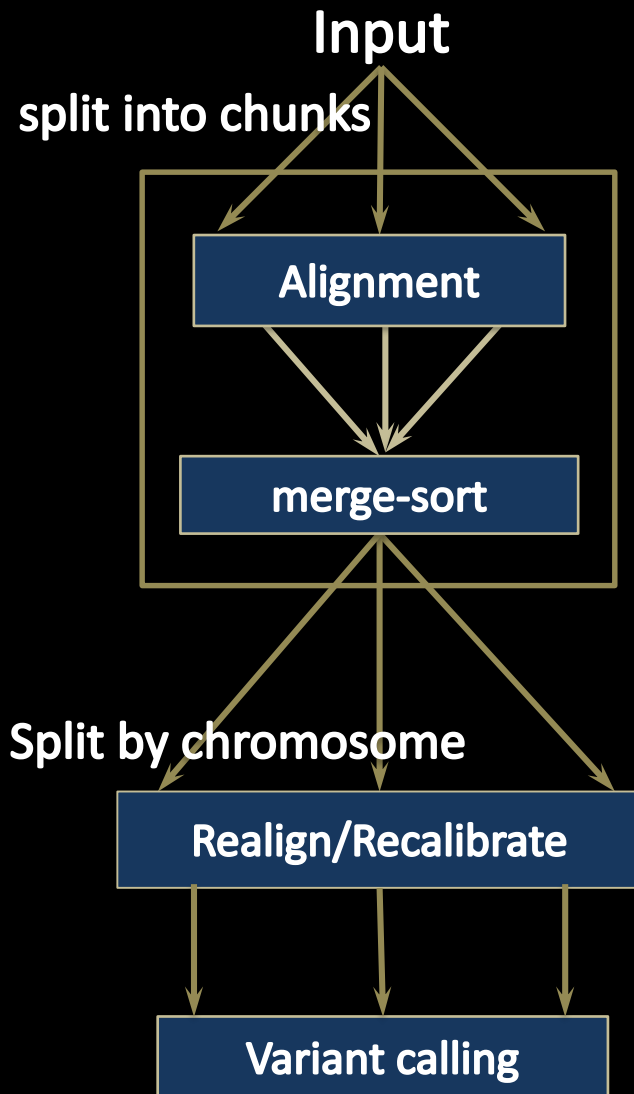 Input
split into chunks
Alignment
merge-sort
Split by chromosome
Realign/Recalibrate
Variant calling